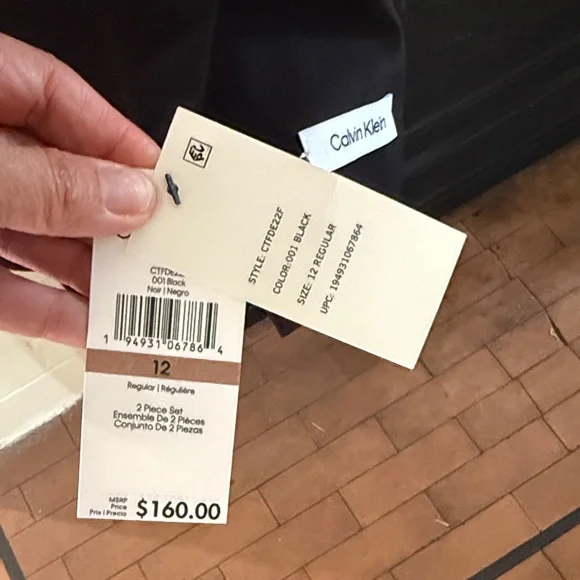 Calvin Klein
STYLE: CTFDE22F
COLOR:001 BLACK
SIZE: 12 REGULAR
UPC: 194931067864
001 Black
Noir | Negro
1 94931 06786 4
12
Regular | Régulière
2 Piece Set
Ensemble De 2 Pièces
Conjunto De 2 Piezas
MSRP
Price
Prix | Precio
$160.00